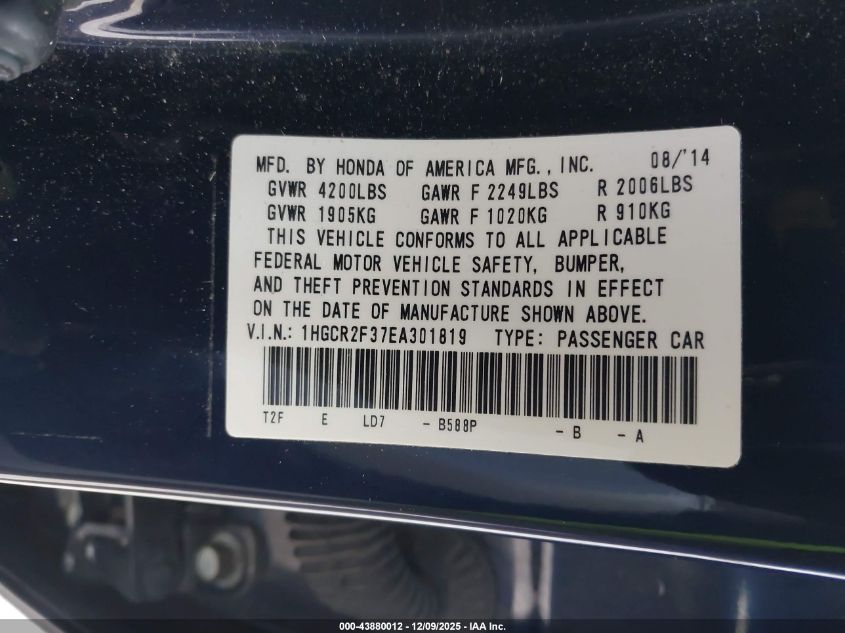 MFD. BY HONDA OF AMERICA MFG., INC. 08/'14
GVWR 4200LBS GAWR F 2249LBS R 2006LBS
GVWR 1905KG GAWR F 1020KG R 910KG
THIS VEHICLE CONFORMS TO ALL APPLICABLE
FEDERAL MOTOR VEHICLE SAFETY, BUMPER,
AND THEFT PREVENTION STANDARDS IN EFFECT
ON THE DATE OF MANUFACTURE SHOWN ABOVE.
V.I.N.: 1HGCR2F37EA301819 TYPE: PASSENGER CAR
T2F E LD7 - B588P - B - A
000-43880012 - 12/09/2025 - IAA Inc.